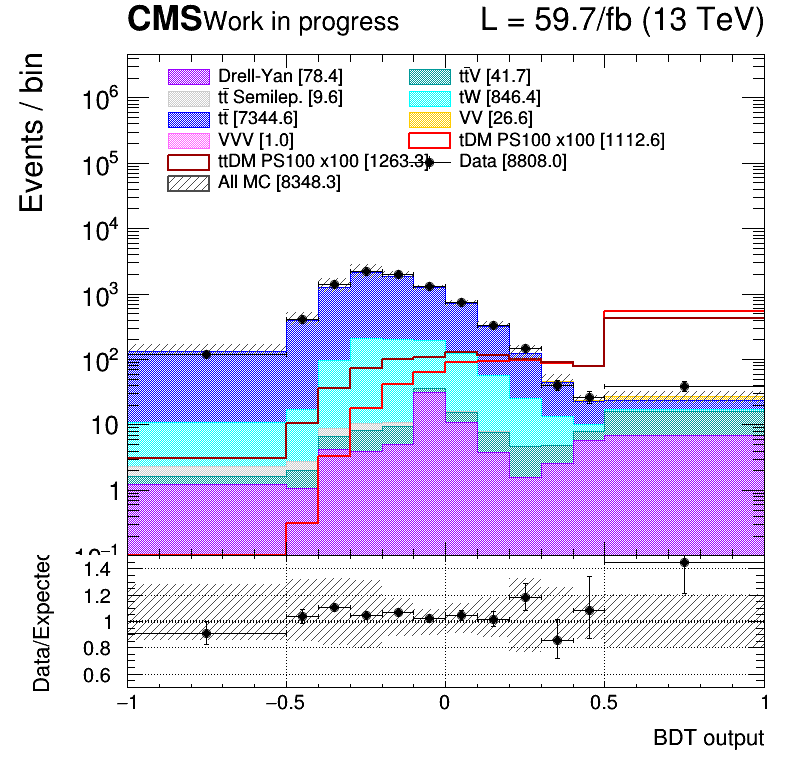 CMS Work in progress L = 59.7/fb (13 TeV)
Events / bin
Drell-Yan [78.4] tt̄V [41.7]
tt̄ Semilep. [9.6] tW [846.4]
tt̄ [7344.6] VV [26.6]
VVV [1.0] tDM PS100 x100 [1112.6]
ttDM PS100 x100 [1263.3] Data [8808.0]
All MC [8348.3]
10⁶
10⁵
10⁴
10³
10²
10
1
10⁻¹
Data/Expected
1.4
1.2
1
0.8
0.6
−1 −0.5 0 0.5 1
BDT output